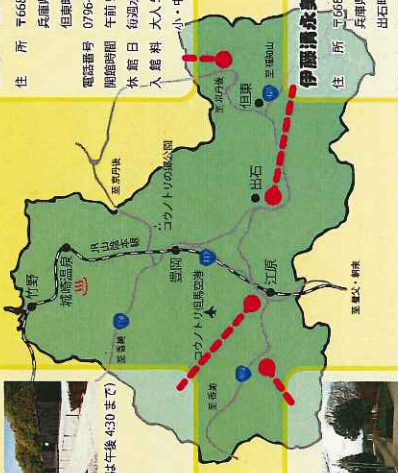 住 所 〒668
兵庫県
但東町
電話番号 0796-
開館時間 午前
休館日 毎週水
入館料 大人
小・中
伊藤清永美
住 所 〒668
兵庫県
出石町
は午後 4:30 まで)
竹野
城崎温泉
JR山陰本線
豊岡
コウノトリの郷公園
至京丹後
至香美
コウノトリ但馬空港
至香美
江原
出石
但東
至京丹後
至福知山
至養父・朝来